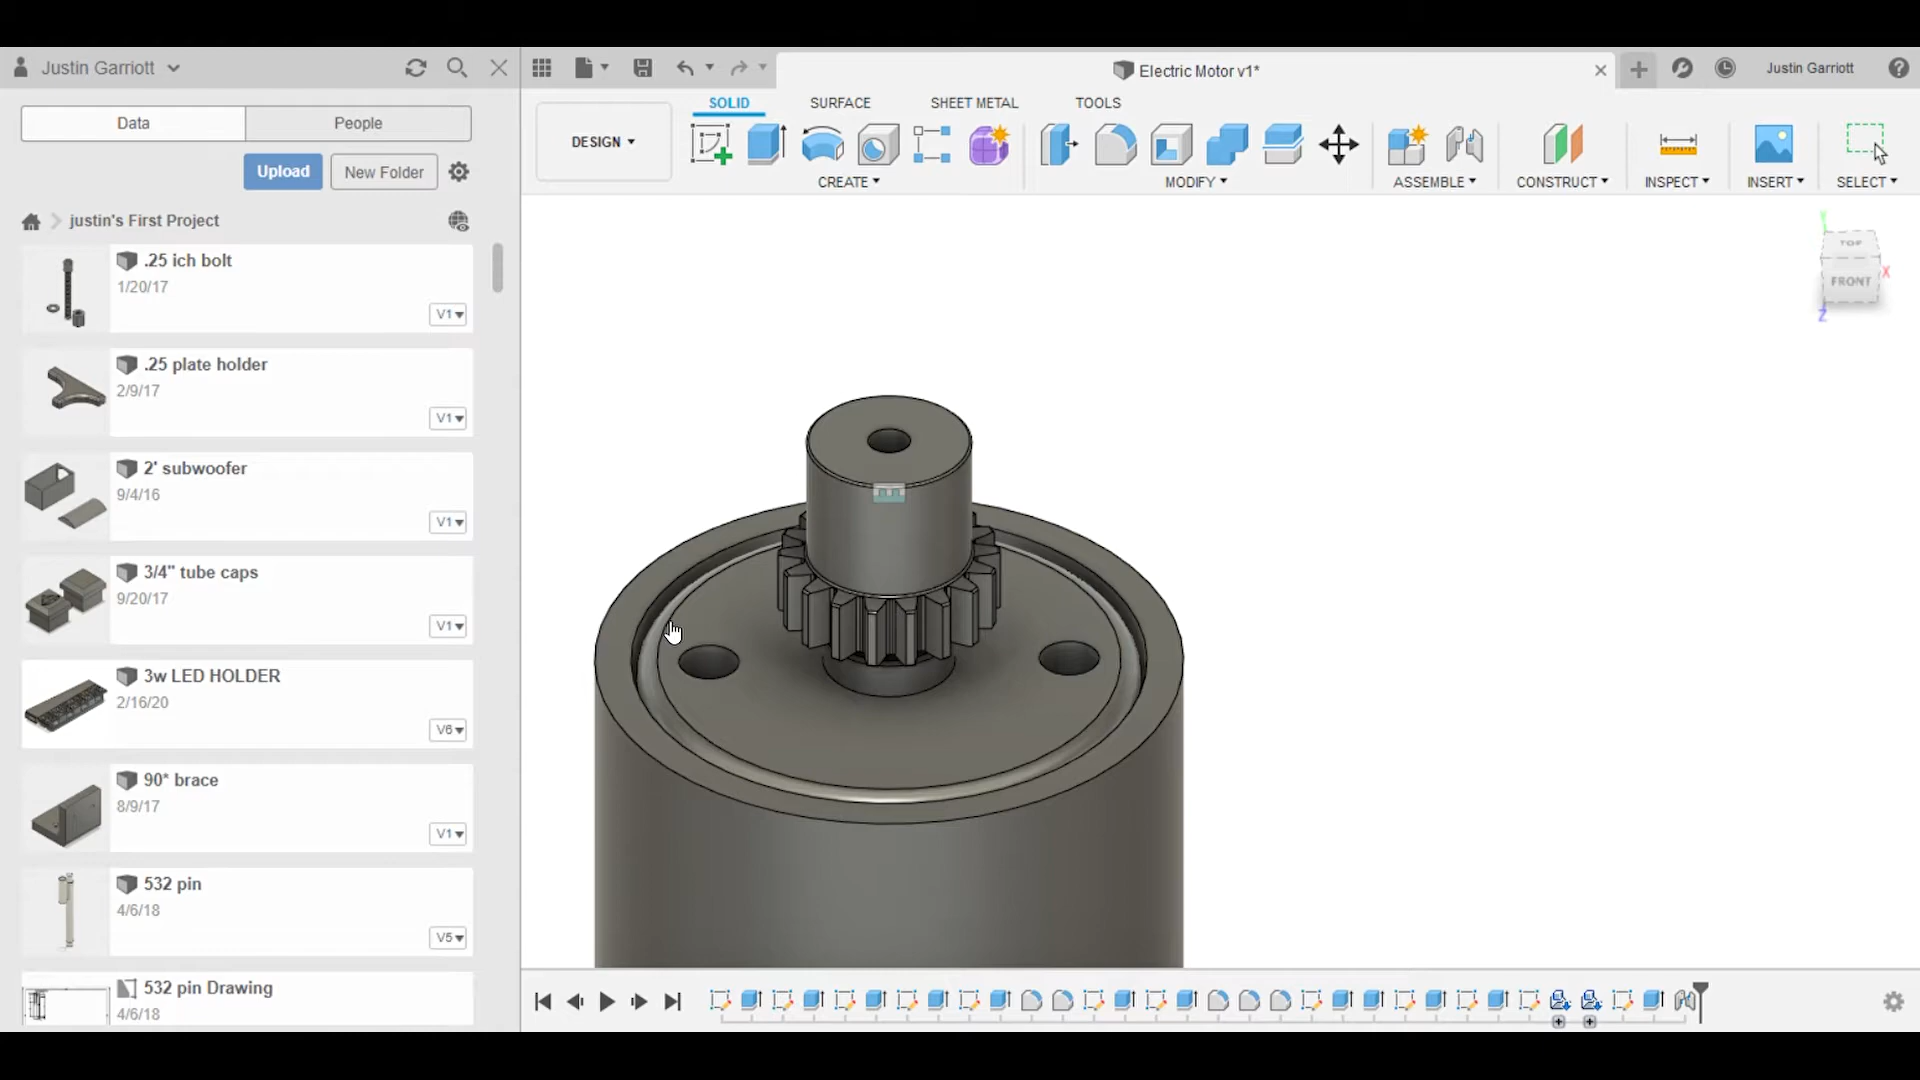 Justin Garriott
Electric Motor v1*
Justin Garriott
Data
People
SOLID
SURFACE
SHEET METAL
TOOLS
DESIGN
Upload
New Folder
CREATE
MODIFY
ASSEMBLE
CONSTRUCT
INSPECT
INSERT
SELECT
justin's First Project
.25 ich bolt
1/20/17
V1
.25 plate holder
2/9/17
V1
2' subwoofer
9/4/16
V1
3/4" tube caps
9/20/17
V1
3w LED HOLDER
2/16/20
V6
90* brace
8/9/17
V1
532 pin
4/6/18
V5
532 pin Drawing
4/6/18
Y
TOP
FRONT
X
Z